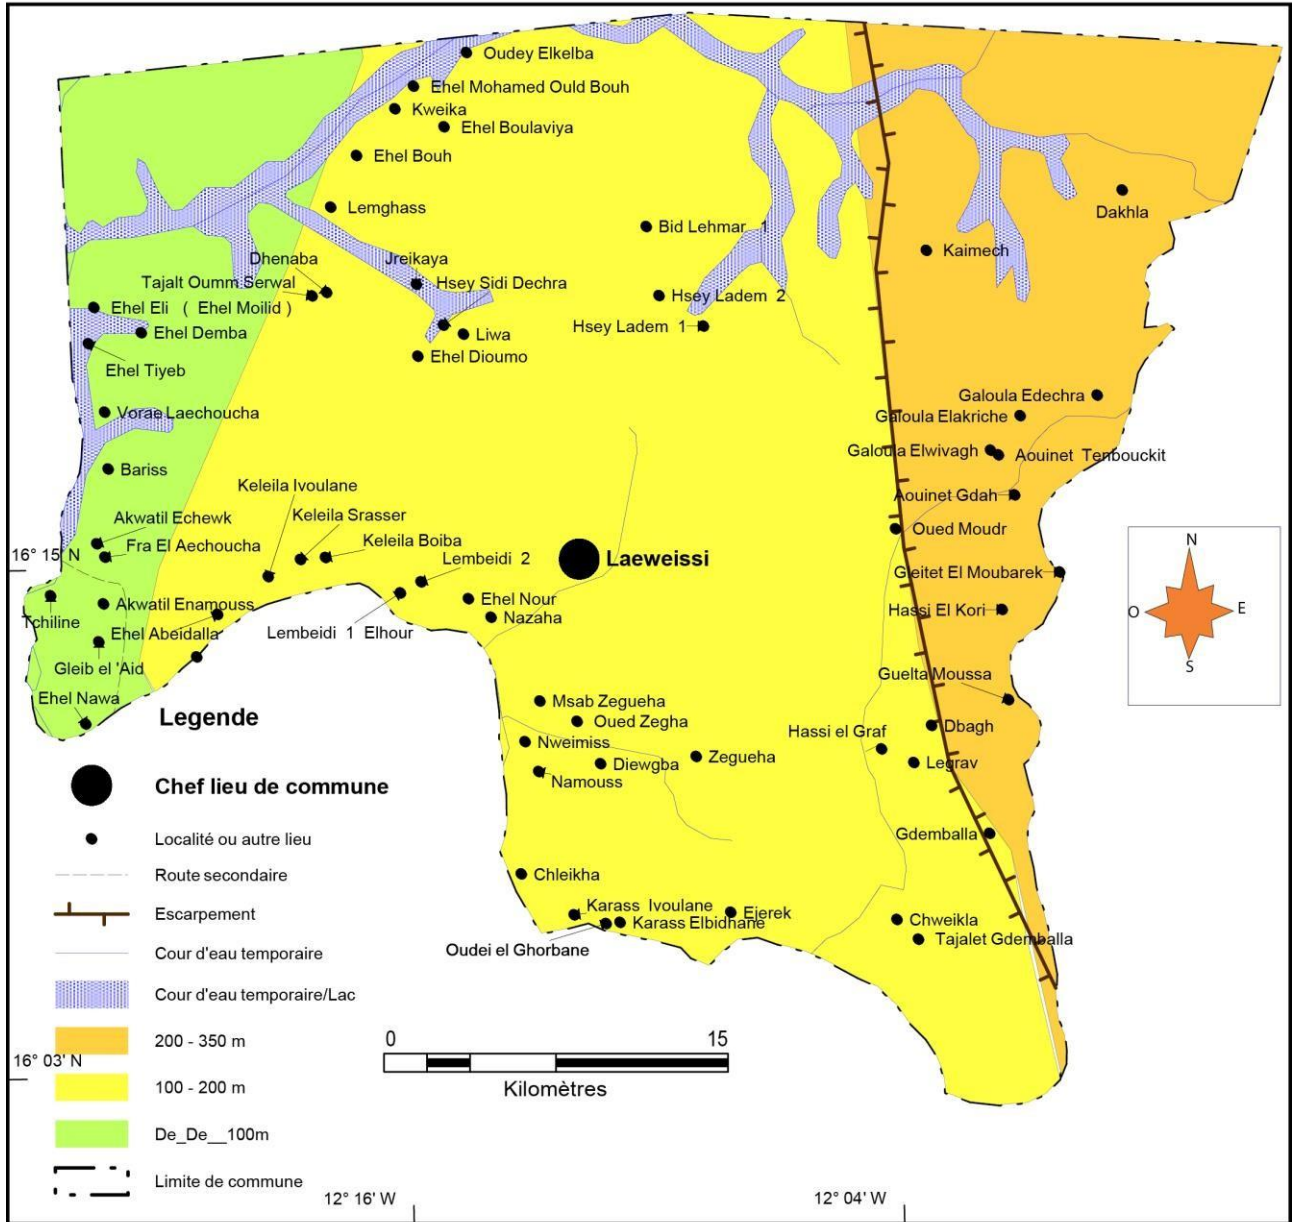 Oudey Elkelba
Ehel Mohamed Ould Bouh
Kweika
Ehel Boulaviya
Ehel Bouh
Lemghass
Dakhla
Bid Lehmar 1
Kaimech
Dhenaba
Jreikaya
Tajalt Oumm Serwal
Hsey Sidi Dechra
Hsey Ladem 2
Ehel Eli ( Ehel Moilid )
Ehel Demba
Liwa
Hsey Ladem 1
Ehel Tiyeb
Ehel Dioumo
Galoula Edechra
Vorae Laechoucha
Galoula Elakriche
Galoula Elwivagh
Aouinet Tenbouckit
Bariss
Keleila Ivoulane
Aouinet Gdah
Keleila Srasser
Akwatil Echewk
Oued Moudr
Keleila Boiba
Fra El Aechoucha
16° 15' N
Lembeidi 2
Laeweissi
Gleitet El Moubarek
N
O
E
S
Akwatil Enamouss
Ehel Nour
Hassi El Kori
Tchiline
Nazaha
Ehel Abeidalla
Lembeidi 1 Elhour
Gleib el 'Aid
Guelta Moussa
Ehel Nawa
Msab Zegueha
Oued Zegha
Dbagh
Hassi el Graf
Nweimiss
Diewgba
Zegueha
Legrav
Namouss
Gdemballa
Chleikha
Karass Ivoulane
Ejerek
Karass Elbidhane
Chweikla
Oudei el Ghorbane
Tajalet Gdemballa
Legende
Chef lieu de commune
Localité ou autre lieu
Route secondaire
Escarpement
Cour d'eau temporaire
Cour d'eau temporaire/Lac
200 - 350 m
16° 03' N
100 - 200 m
De_De__100m
Limite de commune
0 15
Kilomètres
12° 16' W
12° 04' W